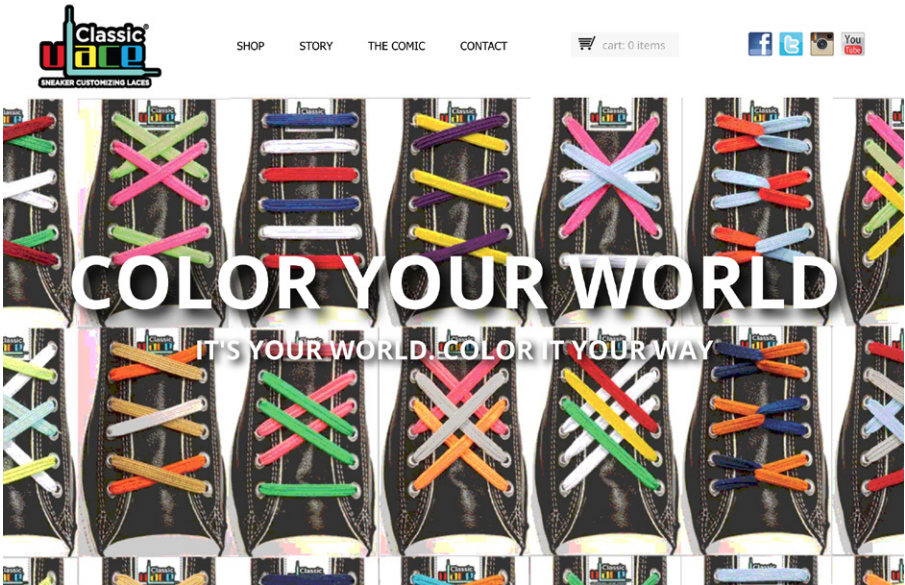 Classic®
ulace
SNEAKER CUSTOMIZING LACES
SHOP STORY THE COMIC CONTACT
cart: 0 items
You
Tube
COLOR YOUR WORLD
IT'S YOUR WORLD. COLOR IT YOUR WAY